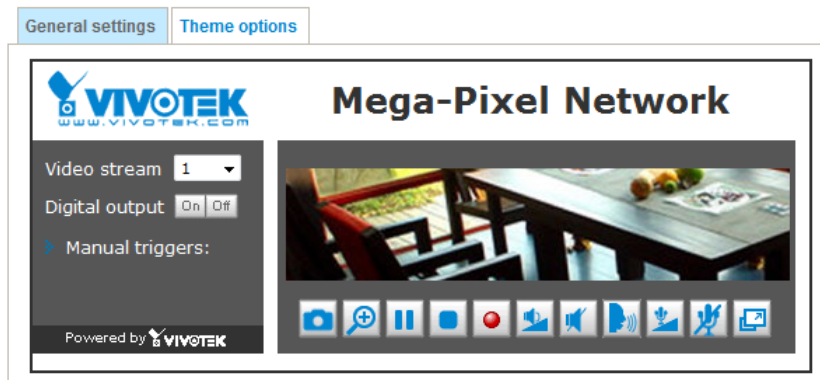 General settings Theme options
VIVOTEK Mega-Pixel Network
www.vivotek.com
Video stream 1
Digital output On Off
Manual triggers:
Powered by VIVOTEK